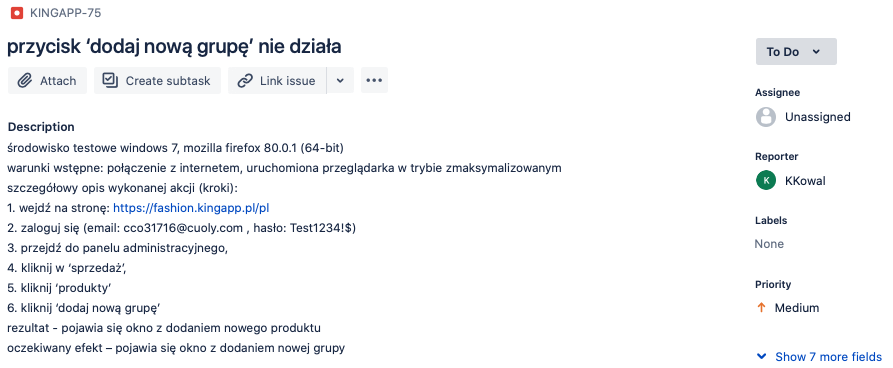 KINGAPP-75
przycisk ‘dodaj nową grupę’ nie działa
Attach
Create subtask
Link issue
Description
środowisko testowe windows 7, mozilla firefox 80.0.1 (64-bit)
warunki wstępne: połączenie z internetem, uruchomiona przeglądarka w trybie zmaksymalizowanym
szczegółowy opis wykonanej akcji (kroki):
1. wejdź na stronę: https://fashion.kingapp.pl/pl
2. zaloguj się (email: cco31716@cuoly.com , hasło: Test1234!$)
3. przejdź do panelu administracyjnego,
4. kliknij w ‘sprzedaż’,
5. kliknij ‘produkty’
6. kliknij ‘dodaj nową grupę’
rezultat - pojawia się okno z dodaniem nowego produktu
oczekiwany efekt – pojawia się okno z dodaniem nowej grupy
To Do
Assignee
Unassigned
Reporter
K
KKowal
Labels
None
Priority
Medium
Show 7 more fields